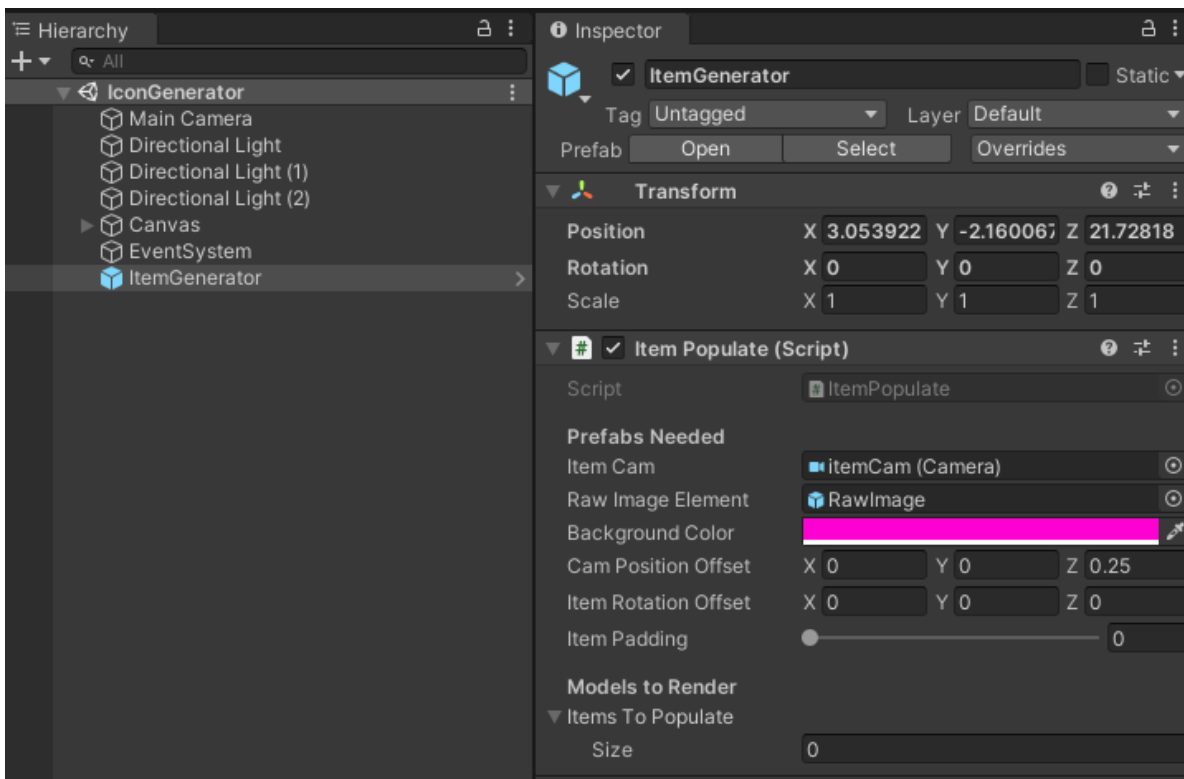 Hierarchy
All
IconGenerator
Main Camera
Directional Light
Directional Light (1)
Directional Light (2)
Canvas
EventSystem
ItemGenerator
Inspector
ItemGenerator Static
Tag Untagged Layer Default
Prefab Open Select Overrides
Transform
Position X 3.053922 Y -2.160067 Z 21.72818
Rotation X 0 Y 0 Z 0
Scale X 1 Y 1 Z 1
# Item Populate (Script)
Script # ItemPopulate
Prefabs Needed
Item Cam itemCam (Camera)
Raw Image Element RawImage
Background Color
Cam Position Offset X 0 Y 0 Z 0.25
Item Rotation Offset X 0 Y 0 Z 0
Item Padding 0
Models to Render
Items To Populate
Size 0